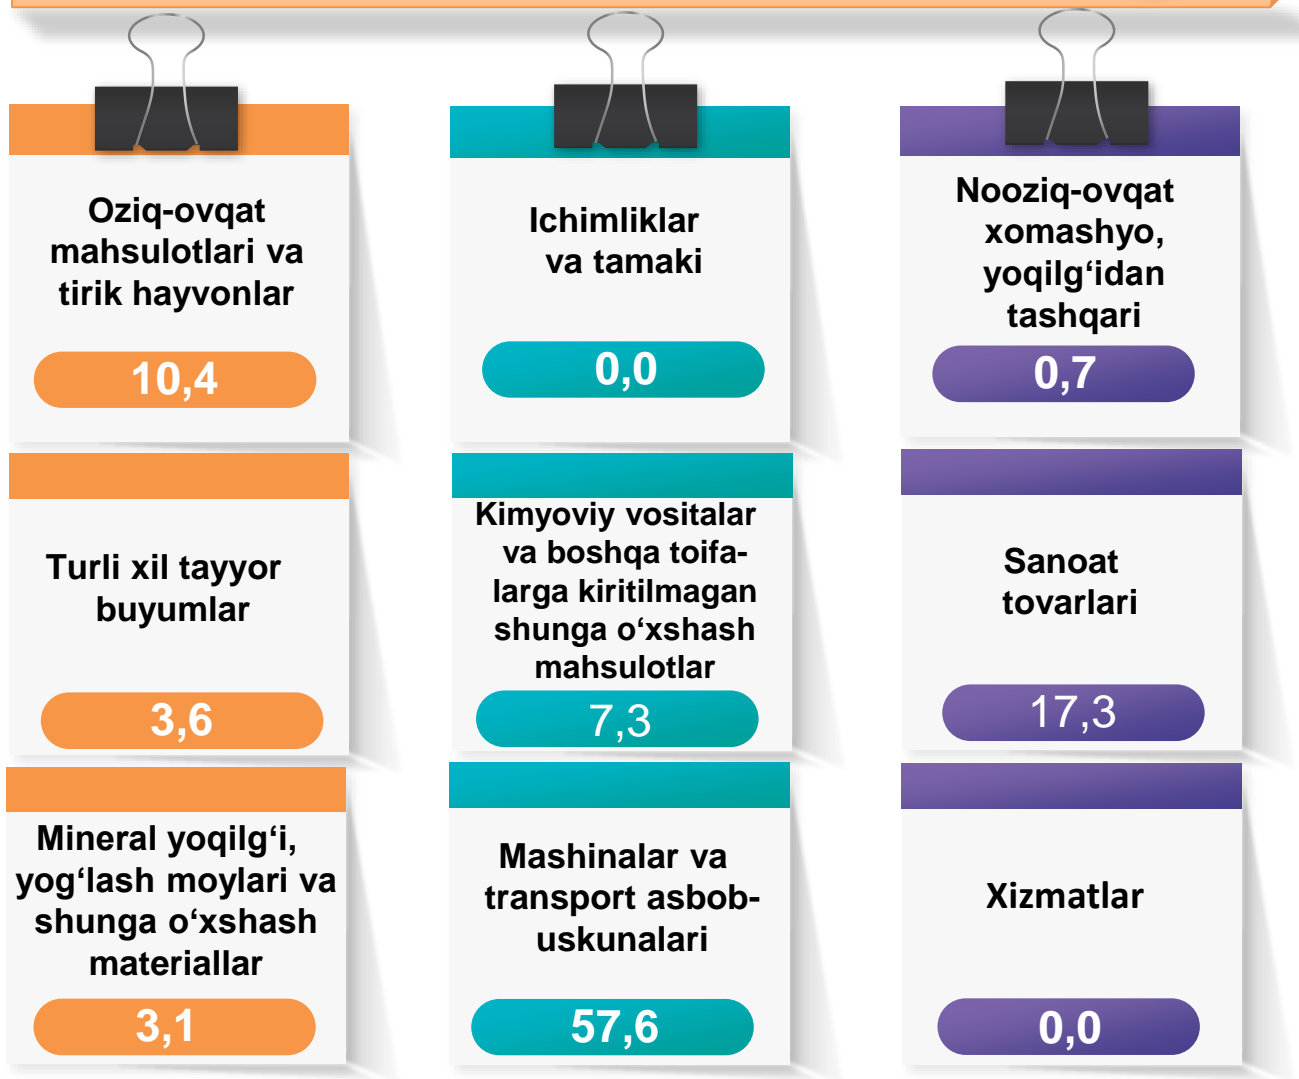 Oziq-ovqat
mahsulotlari va
tirik hayvonlar
10,4
Ichimliklar
va tamaki
0,0
Nooziq-ovqat
xomashyo,
yoqilg‘idan
tashqari
0,7
Turli xil tayyor
buyumlar
3,6
Kimyoviy vositalar
va boshqa toifa-
larga kiritilmagan
shunga o‘xshash
mahsulotlar
7,3
Sanoat
tovarlari
17,3
Mineral yoqilg‘i,
yog‘lash moylari va
shunga o‘xshash
materiallar
3,1
Mashinalar va
transport asbob-
uskunalari
57,6
Xizmatlar
0,0